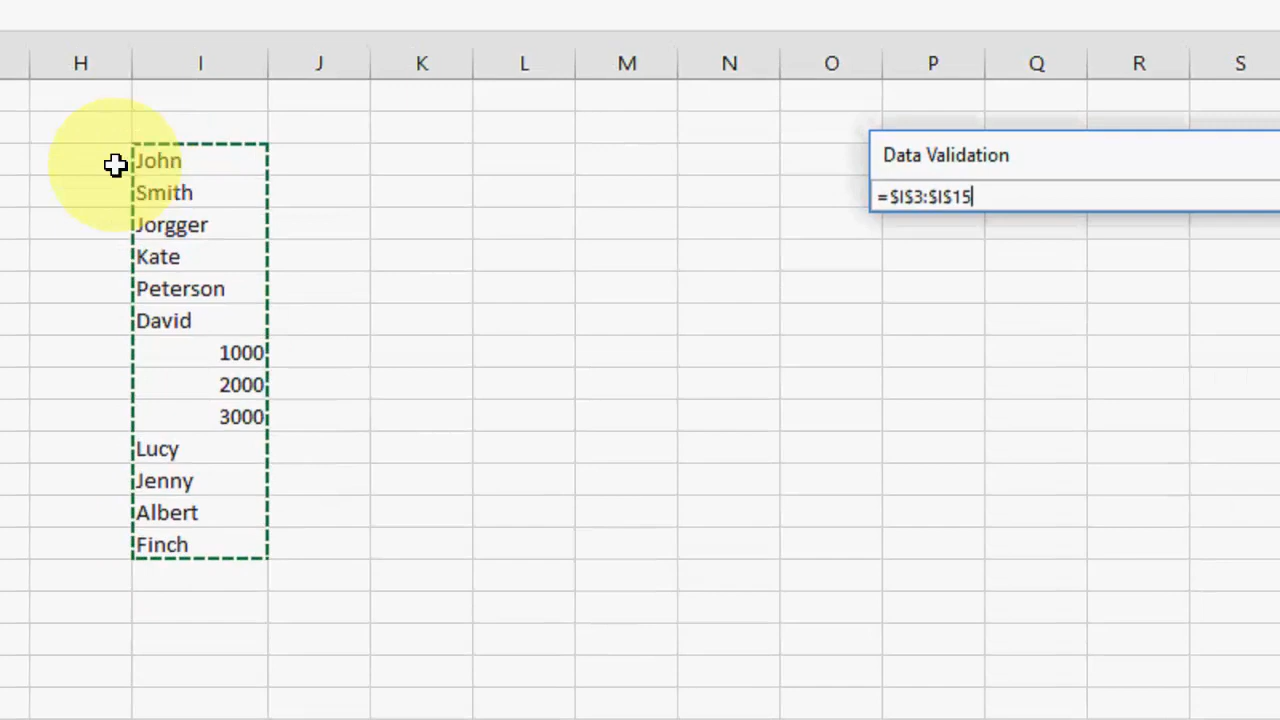 H I J K L M N O P Q R S
Data Validation
=$I$3:$I$15
John
Smith
Jorgger
Kate
Peterson
David
1000
2000
3000
Lucy
Jenny
Albert
Finch